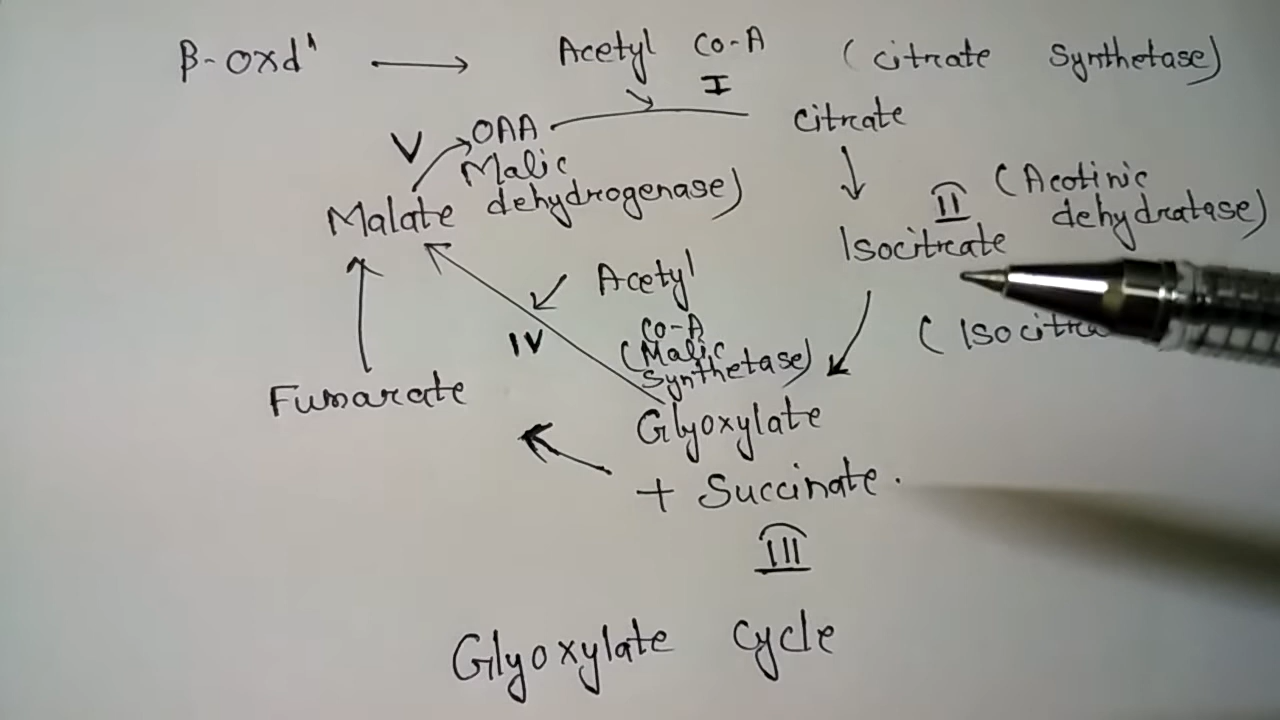 β-oxdⁿ → Acetyl CO-A (citrate synthetase)
I
V OAA citrate
Malic dehydrogenase)
Malate
II (Acotinic dehydratase)
Isocitrate
Acetyl
CO-A
IV (Malic
synthetase)
Fumarate
Glyoxylate
+ Succinate.
III
Glyoxylate cycle